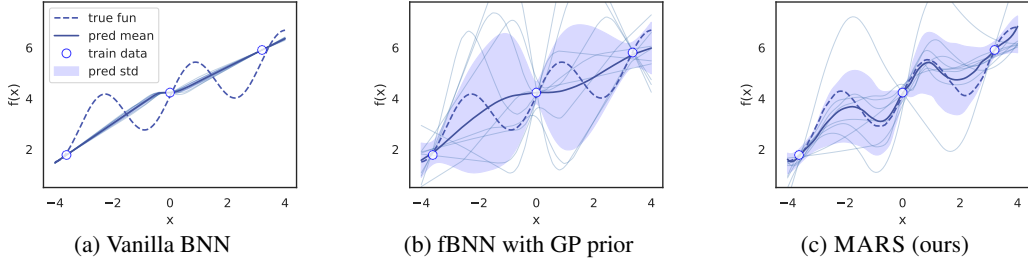 true fun
pred mean
train data
pred std
f(x)
6
4
2
−4 −2 0 2 4
x
(a) Vanilla BNN
f(x)
6
4
2
−4 −2 0 2 4
x
(b) fBNN with GP prior
f(x)
6
4
2
−4 −2 0 2 4
x
(c) MARS (ours)